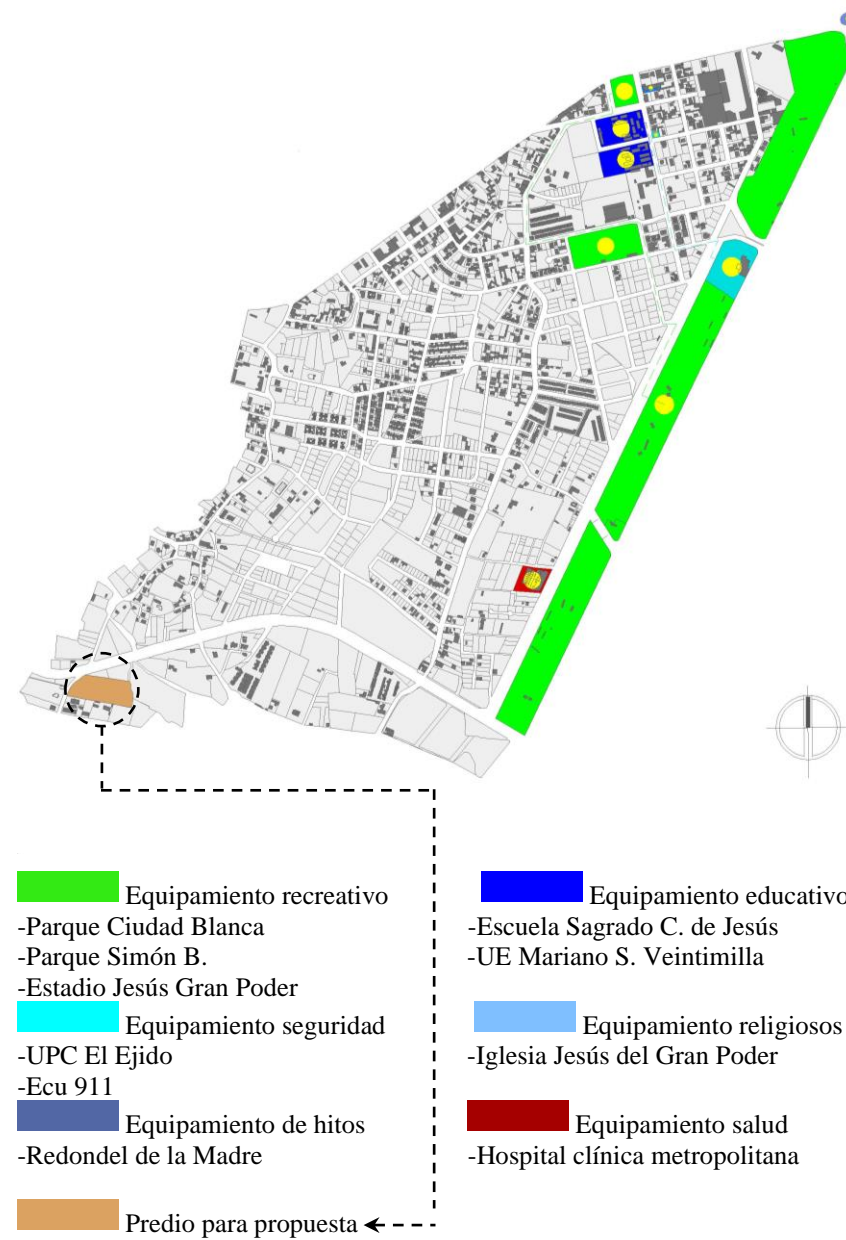 Equipamiento recreativo
-Parque Ciudad Blanca
-Parque Simón B.
-Estadio Jesús Gran Poder
Equipamiento seguridad
-UPC El Ejido
-Ecu 911
Equipamiento de hitos
-Redondel de la Madre
Predio para propuesta
Equipamiento educativo
-Escuela Sagrado C. de Jesús
-UE Mariano S. Veintimilla
Equipamiento religiosos
-Iglesia Jesús del Gran Poder
Equipamiento salud
-Hospital clínica metropolitana